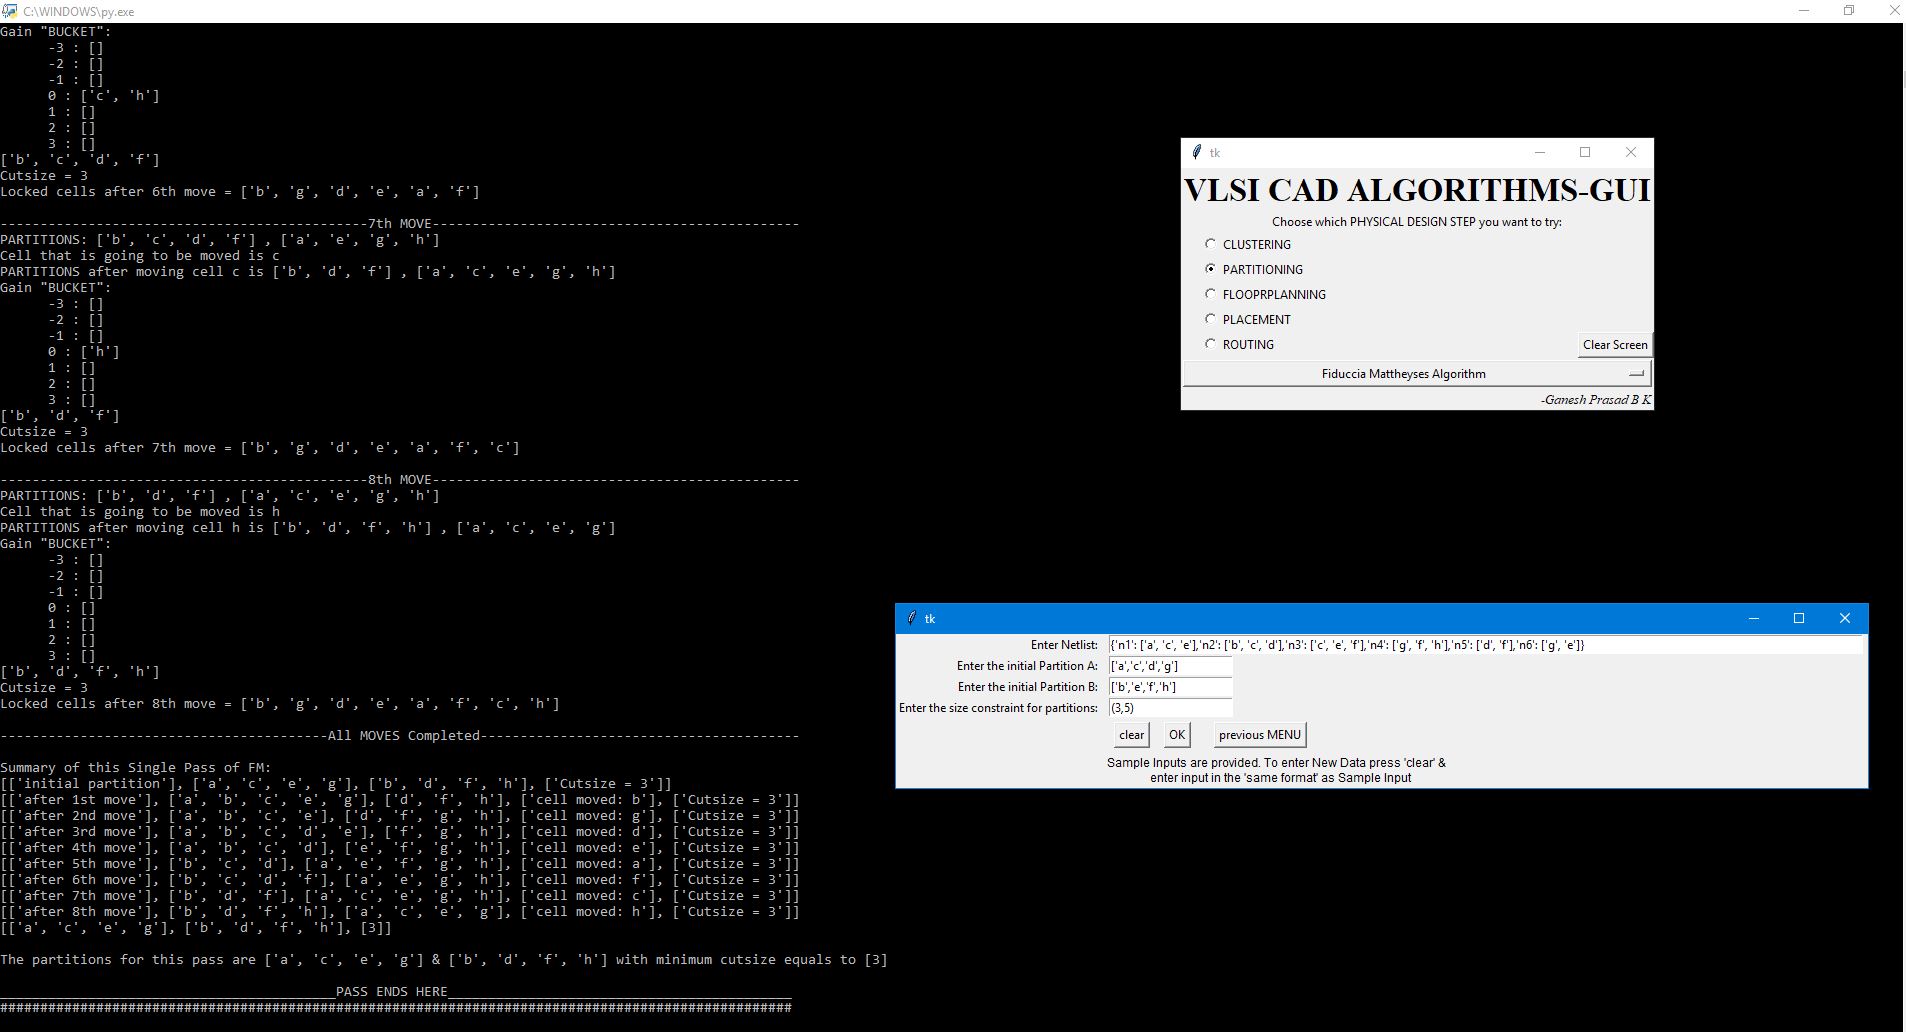 C:\WINDOWS\py.exe
Gain "BUCKET":
-3 : []
-2 : []
-1 : []
0 : ['c', 'h']
1 : []
2 : []
3 : []
['b', 'c', 'd', 'f']
Cutsize = 3
Locked cells after 6th move = ['b', 'g', 'd', 'e', 'a', 'f']
----------------------------------------------7th MOVE----------------------------------------------
PARTITIONS: ['b', 'c', 'd', 'f'] , ['a', 'e', 'g', 'h']
Cell that is going to be moved is c
PARTITIONS after moving cell c is ['b', 'd', 'f'] , ['a', 'c', 'e', 'g', 'h']
Gain "BUCKET":
-3 : []
-2 : []
-1 : []
0 : ['h']
1 : []
2 : []
3 : []
['b', 'd', 'f']
Cutsize = 3
Locked cells after 7th move = ['b', 'g', 'd', 'e', 'a', 'f', 'c']
----------------------------------------------8th MOVE----------------------------------------------
PARTITIONS: ['b', 'd', 'f'] , ['a', 'c', 'e', 'g', 'h']
Cell that is going to be moved is h
PARTITIONS after moving cell h is ['b', 'd', 'f', 'h'] , ['a', 'c', 'e', 'g']
Gain "BUCKET":
-3 : []
-2 : []
-1 : []
0 : []
1 : []
2 : []
3 : []
['b', 'd', 'f', 'h']
Cutsize = 3
Locked cells after 8th move = ['b', 'g', 'd', 'e', 'a', 'f', 'c', 'h']
-----------------------------------------All MOVES Completed----------------------------------------
Summary of this Single Pass of FM:
[['initial partition'], ['a', 'c', 'e', 'g'], ['b', 'd', 'f', 'h'], ['Cutsize = 3']]
[['after 1st move'], ['a', 'b', 'c', 'e', 'g'], ['d', 'f', 'h'], ['cell moved: b'], ['Cutsize = 3']]
[['after 2nd move'], ['a', 'b', 'c', 'e'], ['d', 'f', 'g', 'h'], ['cell moved: g'], ['Cutsize = 3']]
[['after 3rd move'], ['a', 'b', 'c', 'd', 'e'], ['f', 'g', 'h'], ['cell moved: d'], ['Cutsize = 3']]
[['after 4th move'], ['a', 'b', 'c', 'd'], ['e', 'f', 'g', 'h'], ['cell moved: e'], ['Cutsize = 3']]
[['after 5th move'], ['b', 'c', 'd'], ['a', 'e', 'f', 'g', 'h'], ['cell moved: a'], ['Cutsize = 3']]
[['after 6th move'], ['b', 'c', 'd', 'f'], ['a', 'e', 'g', 'h'], ['cell moved: f'], ['Cutsize = 3']]
[['after 7th move'], ['b', 'd', 'f'], ['a', 'c', 'e', 'g', 'h'], ['cell moved: c'], ['Cutsize = 3']]
[['after 8th move'], ['b', 'd', 'f', 'h'], ['a', 'c', 'e', 'g'], ['cell moved: h'], ['Cutsize = 3']]
[['a', 'c', 'e', 'g'], ['b', 'd', 'f', 'h'], [3]]
The partitions for this pass are ['a', 'c', 'e', 'g'] & ['b', 'd', 'f', 'h'] with minimum cutsize equals to [3]
__________________________________________PASS ENDS HERE___________________________________________
###################################################################################################
tk
VLSI CAD ALGORITHMS-GUI
Choose which PHYSICAL DESIGN STEP you want to try:
CLUSTERING
PARTITIONING
FLOOPRPLANNING
PLACEMENT
ROUTING
Clear Screen
Fiduccia Mattheyses Algorithm
-Ganesh Prasad B K
tk
Enter Netlist: {'n1': ['a', 'c', 'e'],'n2': ['b', 'c', 'd'],'n3': ['c', 'e', 'f'],'n4': ['g', 'f', 'h'],'n5': ['d', 'f'],'n6': ['g', 'e']}
Enter the initial Partition A: ['a','c','d','g']
Enter the initial Partition B: ['b','e','f','h']
Enter the size constraint for partitions: (3,5)
clear OK previous MENU
Sample Inputs are provided. To enter New Data press 'clear' &
enter input in the 'same format' as Sample Input